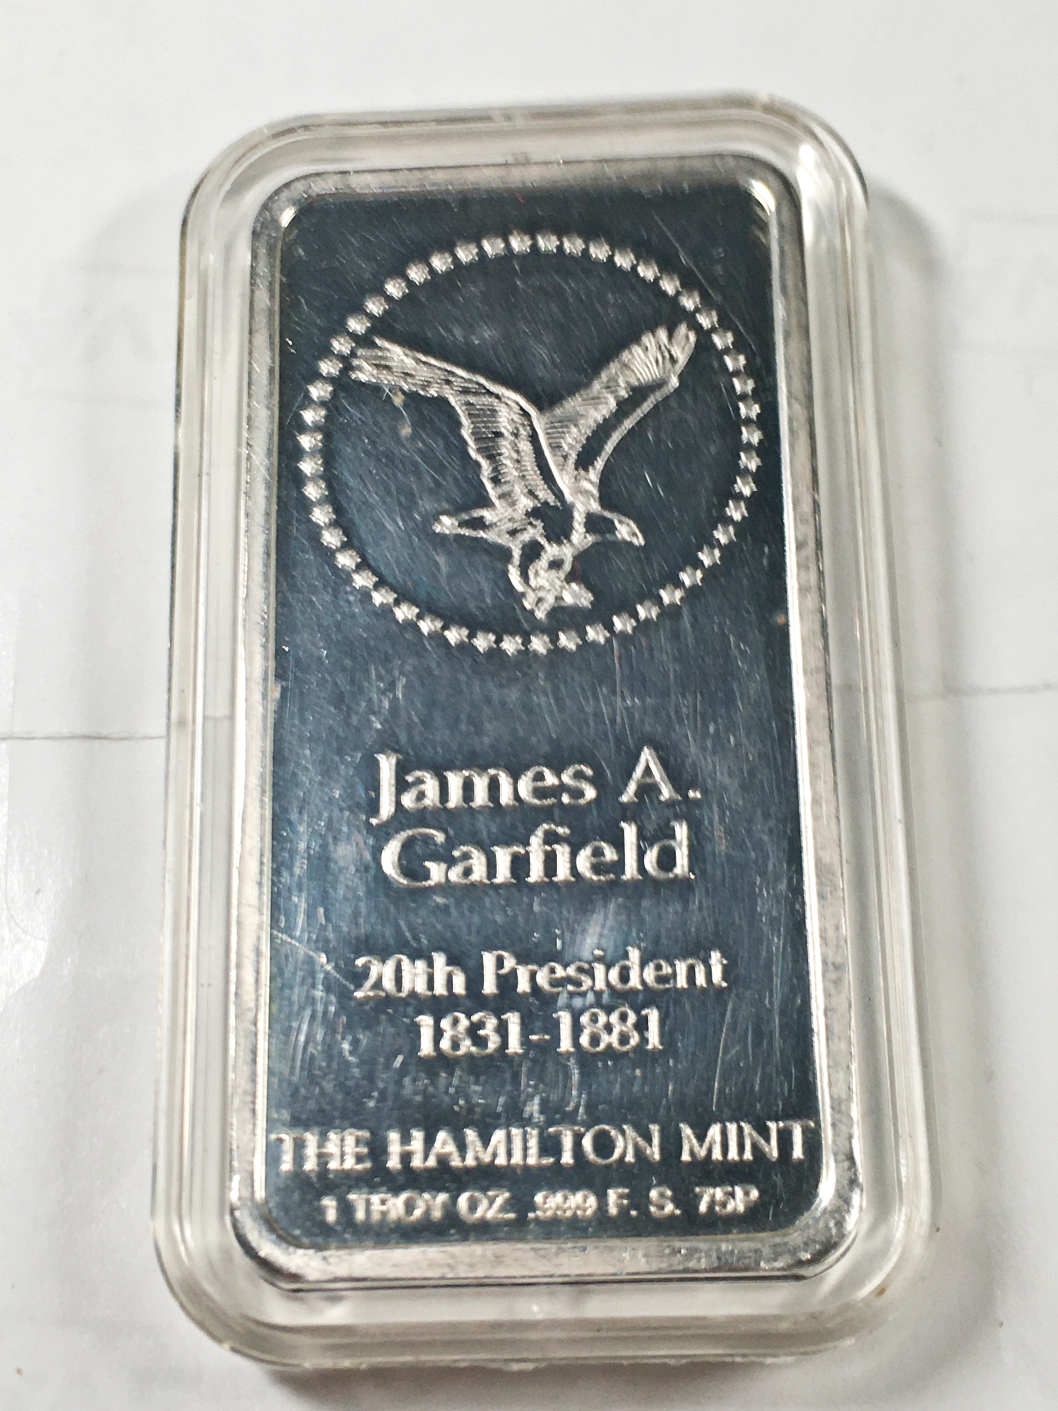 James A.
Garfield
20th President
1831-1881
THE HAMILTON MINT
1 TROY OZ. .999 F. S. 75P